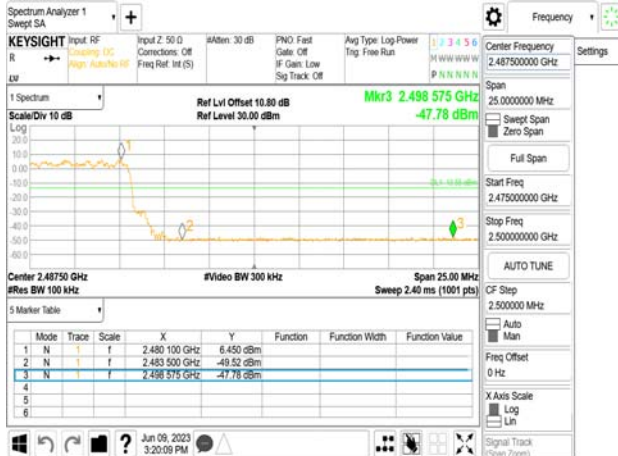 Spectrum Analyzer 1
Swept SA
+
Frequency
KEYSIGHT Input: RF
Coupling: DC
Align: Auto/No RF
Input Z: 50 Ω
Corrections: Off
Freq Ref: Int (S)
#Atten: 30 dB
PNO: Fast
Gate: Off
IF Gain: Low
Sig Track: Off
Avg Type: Log-Power
Trig: Free Run
1 2 3 4 5 6
M W W W W W
P N N N N N
R
LXI
1 Spectrum
Scale/Div 10 dB
Ref Lvl Offset 10.80 dB
Ref Level 30.00 dBm
Mkr3 2.498 575 GHz
-47.78 dBm
Log
20.0
10.0
0.00
-10.0
-20.0
-30.0
-40.0
-50.0
-60.0
1
2
3
Center 2.48750 GHz
#Res BW 100 kHz
#Video BW 300 kHz
Span 25.00 MHz
Sweep 2.40 ms (1001 pts)
5 Marker Table
Mode Trace Scale X Y Function Function Width Function Value
1 N 1 f 2.480 100 GHz 6.450 dBm
2 N 1 f 2.483 500 GHz -49.52 dBm
3 N 1 f 2.498 575 GHz -47.78 dBm
4
5
6
?
Jun 09, 2023
3:20:09 PM
Center Frequency
2.487500000 GHz
Settings
Span
25.0000000 MHz
Swept Span
Zero Span
Full Span
Start Freq
2.475000000 GHz
Stop Freq
2.500000000 GHz
AUTO TUNE
CF Step
2.500000 MHz
Auto
Man
Freq Offset
0 Hz
X Axis Scale
Log
Lin
Signal Track
(Span Zoom)